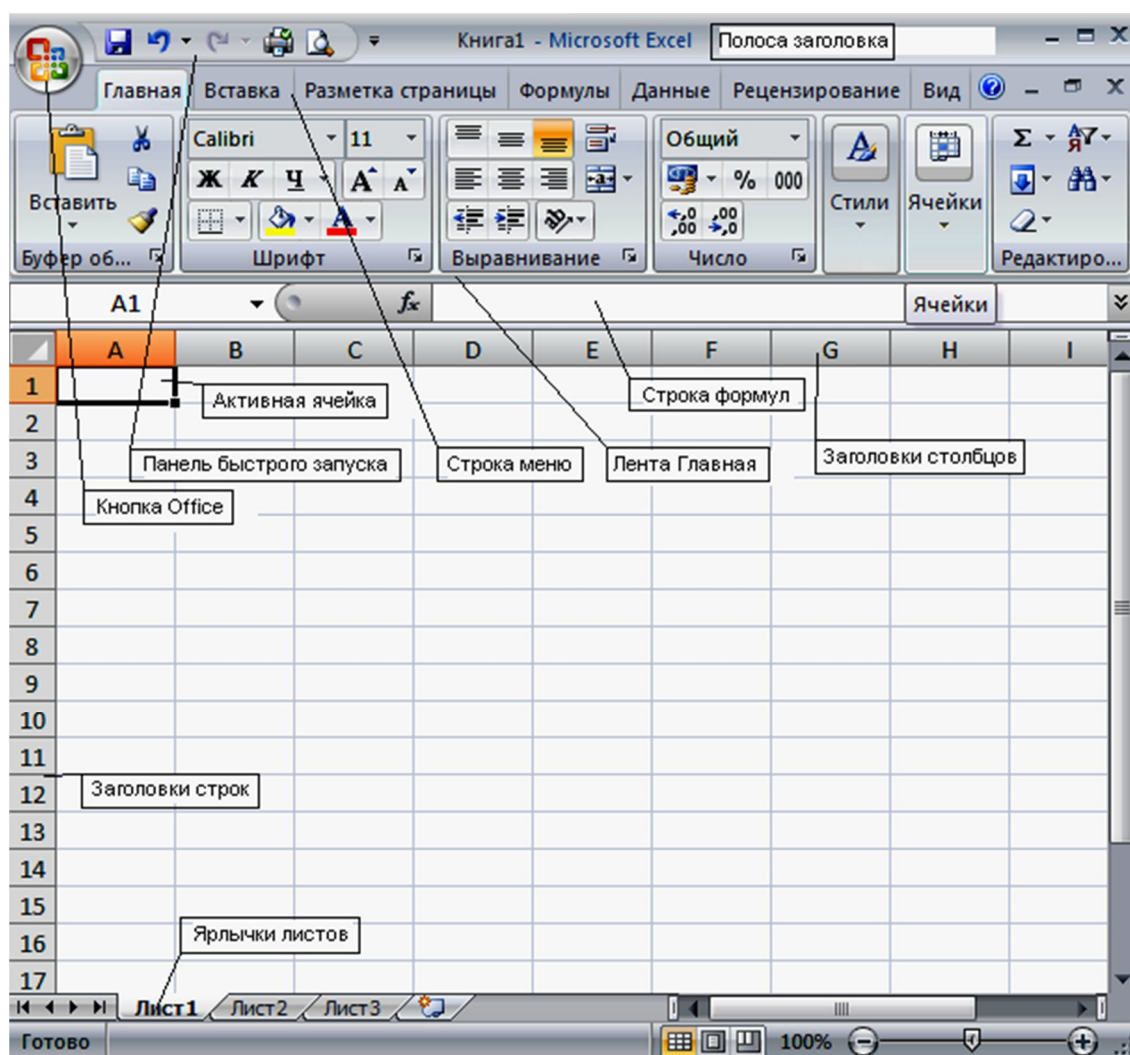 Книга1 - Microsoft Excel Полоса заголовка
Главная Вставка Разметка страницы Формулы Данные Рецензирование Вид
Calibri 11 Общий
Ж К Ч A A % 000
Вставить Стили Ячейки
Буфер об... Шрифт Выравнивание Число Редактиро...
A1 fx Ячейки
A B C D E F G H I
1
Активная ячейка Строка формул
2
3 Панель быстрого запуска Строка меню Лента Главная Заголовки столбцов
4
Кнопка Office
5
6
7
8
9
10
11
12 Заголовки строк
13
14
15
16 Ярлычки листов
17
Лист1 Лист2 Лист3
Готово 100%